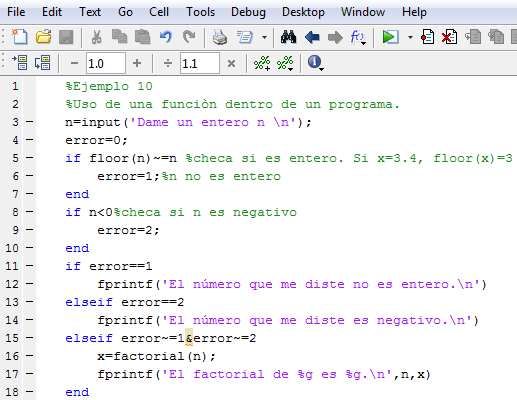 File Edit Text Go Cell Tools Debug Desktop Window Help
1.0 1.1
1 %Ejemplo 10
2 %Uso de una funciòn dentro de un programa.
3 n=input('Dame un entero n \n');
4 error=0;
5 if floor(n)~=n %checa si es entero. Si x=3.4, floor(x)=3
6 error=1;%n no es entero
7 end
8 if n<0%checa si n es negativo
9 error=2;
10 end
11 if error==1
12 fprintf('El número que me diste no es entero.\n')
13 elseif error==2
14 fprintf('El número que me diste es negativo.\n')
15 elseif error~=1&error~=2
16 x=factorial(n);
17 fprintf('El factorial de %g es %g.\n',n,x)
18 end